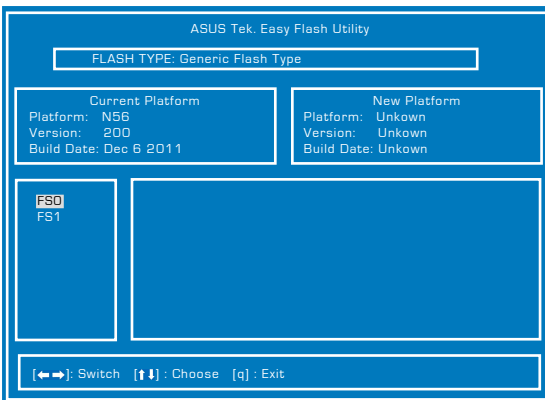 ASUS Tek. Easy Flash Utility
FLASH TYPE: Generic Flash Type
Current Platform
Platform: N56
Version: 200
Build Date: Dec 6 2011
New Platform
Platform: Unkown
Version: Unkown
Build Date: Unkown
FS0
FS1
[←→]: Switch [↑↓] : Choose [q] : Exit